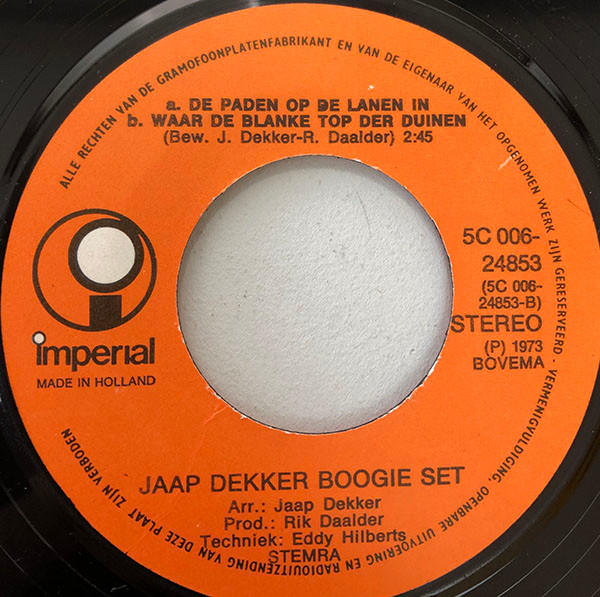 ALLE RECHTEN VAN DE GRAMOFOONPLATENFABRIKANT EN VAN DE EIGENAAR VAN HET OPGENOMEN WERK ZIJN GERESERVEERD - VERMENIGVULDIGING, OPENBARE UITVOERING EN RADIOUITZENDING VAN DEZE PLAAT ZIJN VERBODEN
a. DE PADEN OP DE LANEN IN
b. WAAR DE BLANKE TOP DER DUINEN
(Bew. J. Dekker-R. Daalder) 2:45
imperial
MADE IN HOLLAND
5C 006-
24853
(5C 006-
24853-B)
STEREO
(P) 1973
BOVEMA
JAAP DEKKER BOOGIE SET
Arr.: Jaap Dekker
Prod.: Rik Daalder
Techniek: Eddy Hilberts
STEMRA